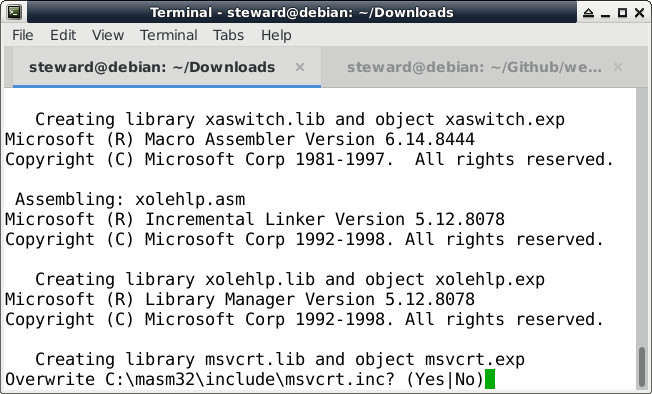 Terminal - steward@debian: ~/Downloads
File Edit View Terminal Tabs Help
steward@debian: ~/Downloads × steward@debian: ~/Github/we... ×
Creating library xaswitch.lib and object xaswitch.exp
Microsoft (R) Macro Assembler Version 6.14.8444
Copyright (C) Microsoft Corp 1981-1997.  All rights reserved.
Assembling: xolehlp.asm
Microsoft (R) Incremental Linker Version 5.12.8078
Copyright (C) Microsoft Corp 1992-1998. All rights reserved.
Creating library xolehlp.lib and object xolehlp.exp
Microsoft (R) Library Manager Version 5.12.8078
Copyright (C) Microsoft Corp 1992-1998. All rights reserved.
Creating library msvcrt.lib and object msvcrt.exp
Overwrite C:\masm32\include\msvcrt.inc? (Yes|No)